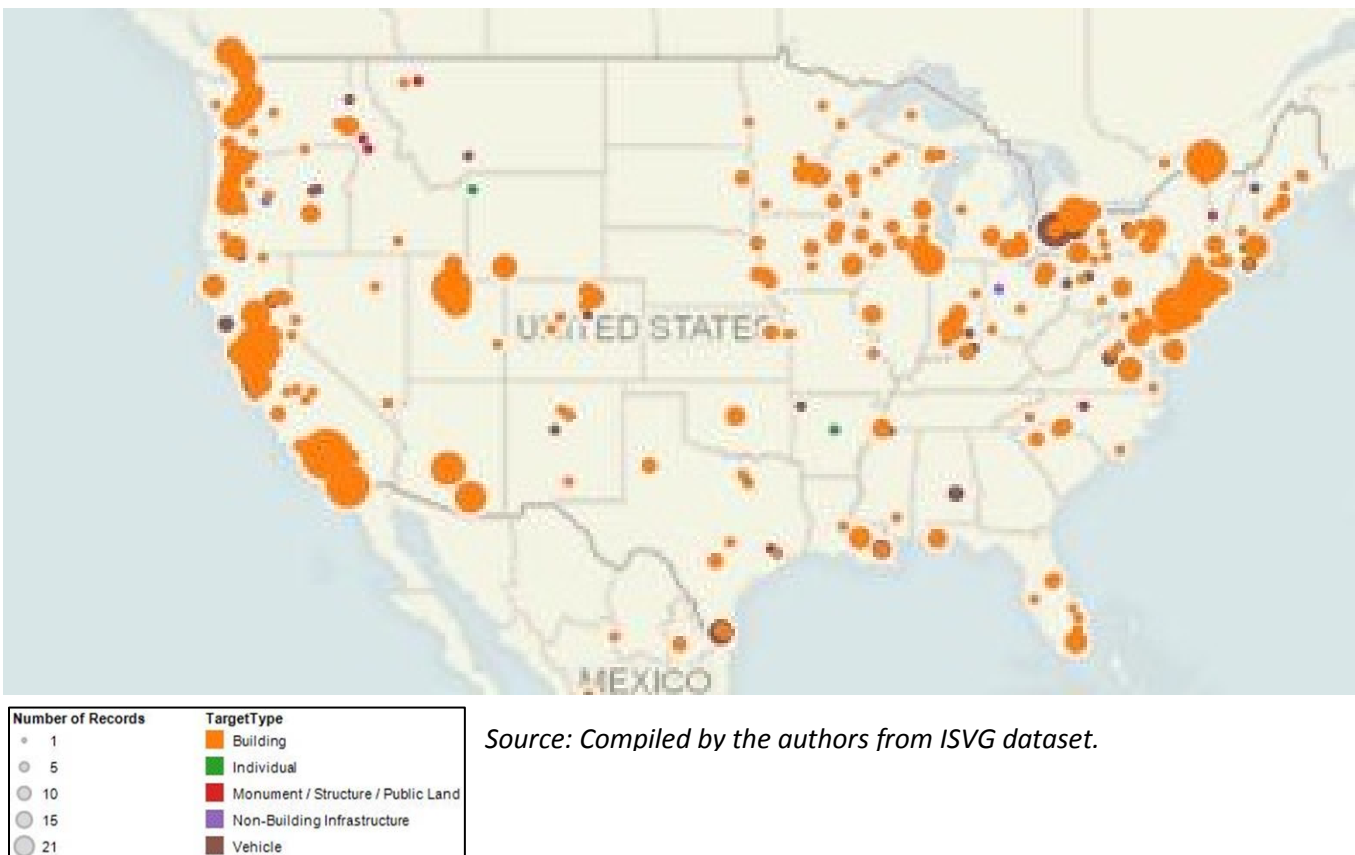 UNITED STATES
MEXICO
Number of Records
1
5
10
15
21
TargetType
Building
Individual
Monument / Structure / Public Land
Non-Building Infrastructure
Vehicle
Source: Compiled by the authors from ISVG dataset.